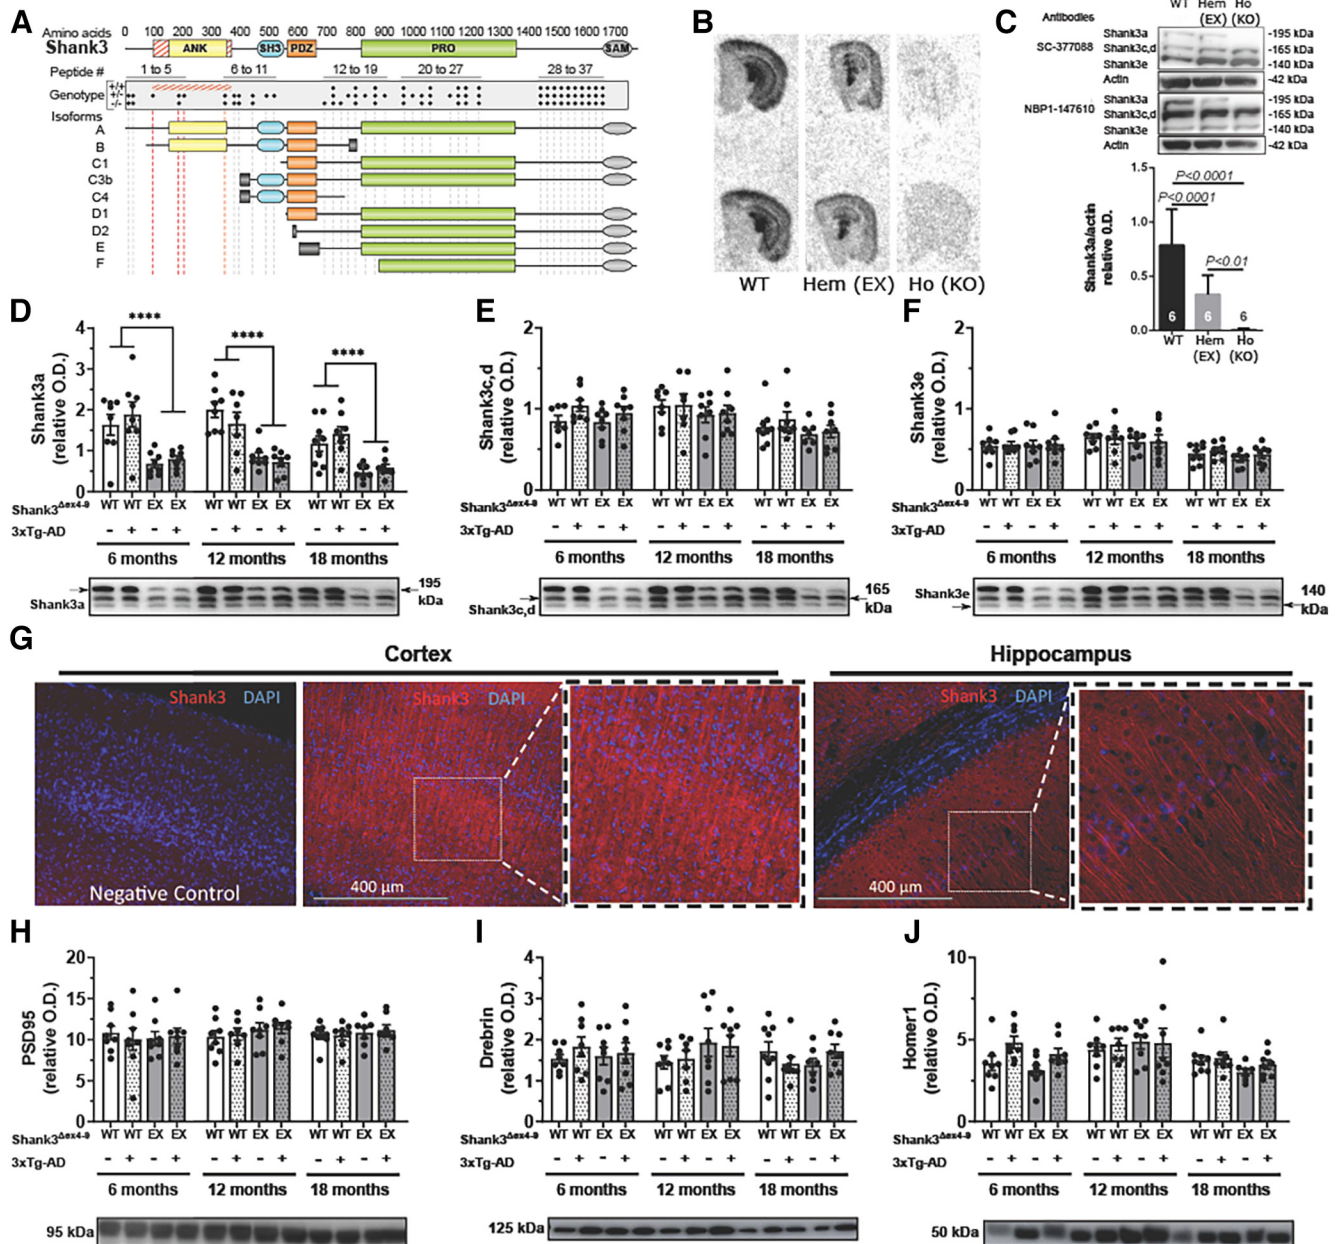 A
Amino acids 0 100 200 300 400 500 600 700 800 900 1000 1100 1200 1300 1400 1500 1600 1700
Shank3 ANK SH3 PDZ PRO SAM
Peptide # 1 to 5 6 to 11 12 to 19 20 to 27 28 to 37
+/+
Genotype +/-
-/-
Isoforms
A
B
C1
C3b
C4
D1
D2
E
F
B
WT Hem (EX) Ho (KO)
C
WT Hem (EX) Ho (KO)
Antibodies
SC-377088
Shank3a -195 kDa
Shank3c,d -165 kDa
Shank3e -140 kDa
Actin -42 kDa
NBP1-147610
Shank3a -195 kDa
Shank3c,d -165 kDa
Shank3e -140 kDa
Actin -42 kDa
Shank3a/actin
relative O.D.
1.5
1.0
0.5
0.0
P<0.0001
P<0.0001
P<0.01
6 6 6
WT Hem (EX) Ho (KO)
D
Shank3a
(relative O.D.)
4
3
2
1
0
**** **** ****
Shank3Δex4-9 WT WT EX EX WT WT EX EX WT WT EX EX
3xTg-AD - + - + - + - + - + - +
6 months 12 months 18 months
Shank3a
195
kDa
E
Shank3c,d
(relative O.D.)
2
1
0
Shank3Δex4-9 WT WT EX EX WT WT EX EX WT WT EX EX
3xTg-AD - + - + - + - + - + - +
6 months 12 months 18 months
Shank3c,d
165
kDa
F
Shank3e
(relative O.D.)
2
1
0
Shank3Δex4-9 WT WT EX EX WT WT EX EX WT WT EX EX
3xTg-AD - + - + - + - + - + - +
6 months 12 months 18 months
Shank3e
140
kDa
G
Cortex
Hippocampus
Shank3 DAPI
Negative Control
Shank3 DAPI
400 µm
Shank3 DAPI
400 µm
H
PSD95
(relative O.D.)
20
15
10
5
0
Shank3Δex4-9 WT WT EX EX WT WT EX EX WT WT EX EX
3xTg-AD - + - + - + - + - + - +
6 months 12 months 18 months
95 kDa
I
Drebrin
(relative O.D.)
4
3
2
1
0
Shank3Δex4-9 WT WT EX EX WT WT EX EX WT WT EX EX
3xTg-AD - + - + - + - + - + - +
6 months 12 months 18 months
125 kDa
J
Homer1
(relative O.D.)
10
5
0
Shank3Δex4-9 WT WT EX EX WT WT EX EX WT WT EX EX
3xTg-AD - + - + - + - + - + - +
6 months 12 months 18 months
50 kDa